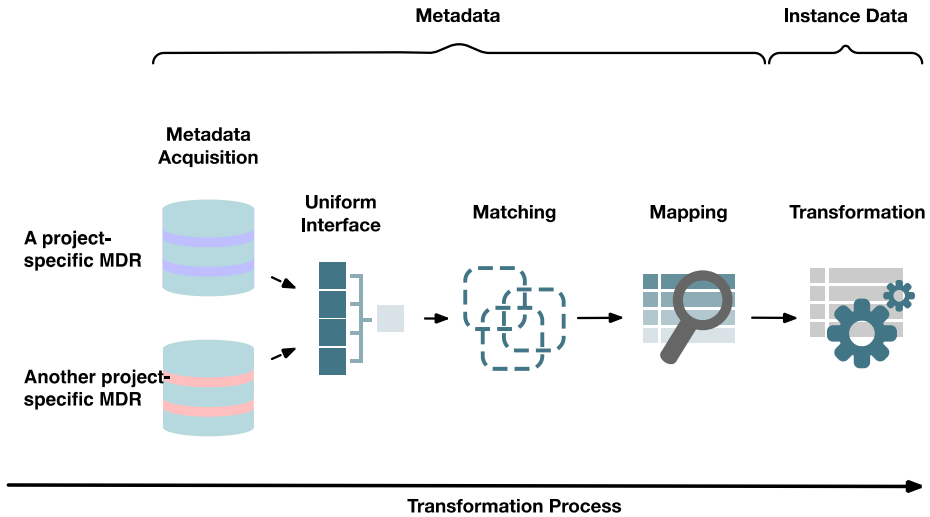 Metadata
Instance Data
Metadata
Acquisition
Uniform
Interface
Matching
Mapping
Transformation
A project-
specific MDR
Another project-
specific MDR
Transformation Process